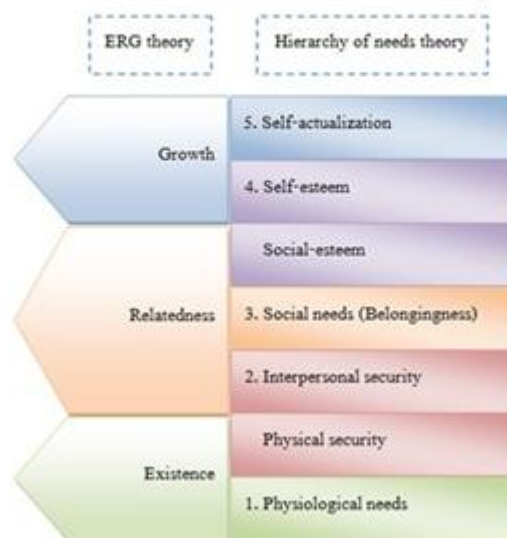 ERG theory
Hierarchy of needs theory
Growth
5. Self-actualization
4. Self-esteem
Social-esteem
Relatedness
3. Social needs (Belongingness)
2. Interpersonal security
Physical security
Existence
1. Physiological needs